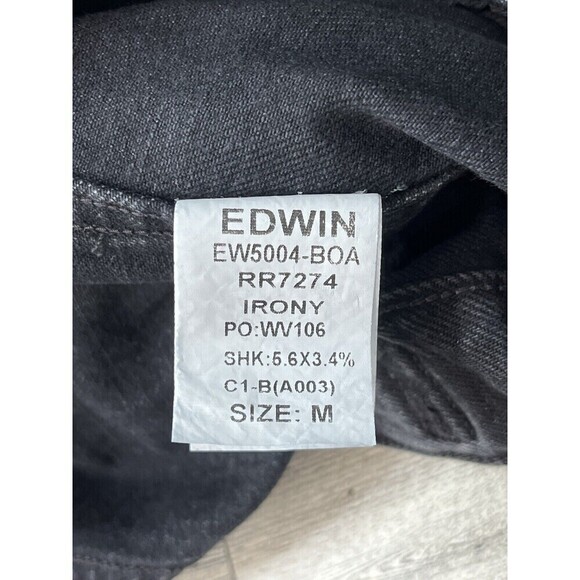 EDWIN
EW5004-BOA
RR7274
IRONY
PO:WV106
SHK:5.6X3.4%
C1-B(A003)
SIZE: M